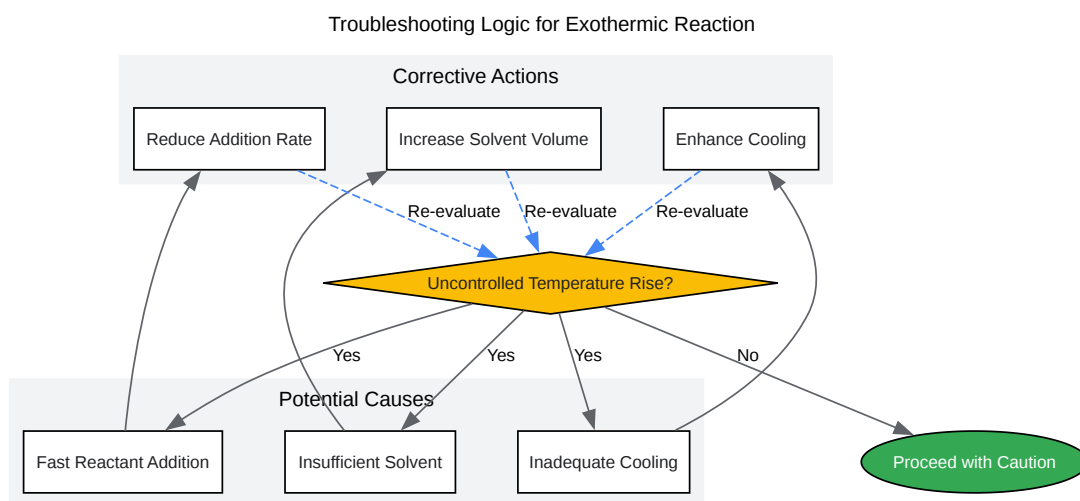 Troubleshooting Logic for Exothermic Reaction
Corrective Actions
Reduce Addition Rate
Increase Solvent Volume
Enhance Cooling
Re-evaluate
Re-evaluate
Re-evaluate
Uncontrolled Temperature Rise?
Yes
Yes
Yes
No
Potential Causes
Fast Reactant Addition
Insufficient Solvent
Inadequate Cooling
Proceed with Caution